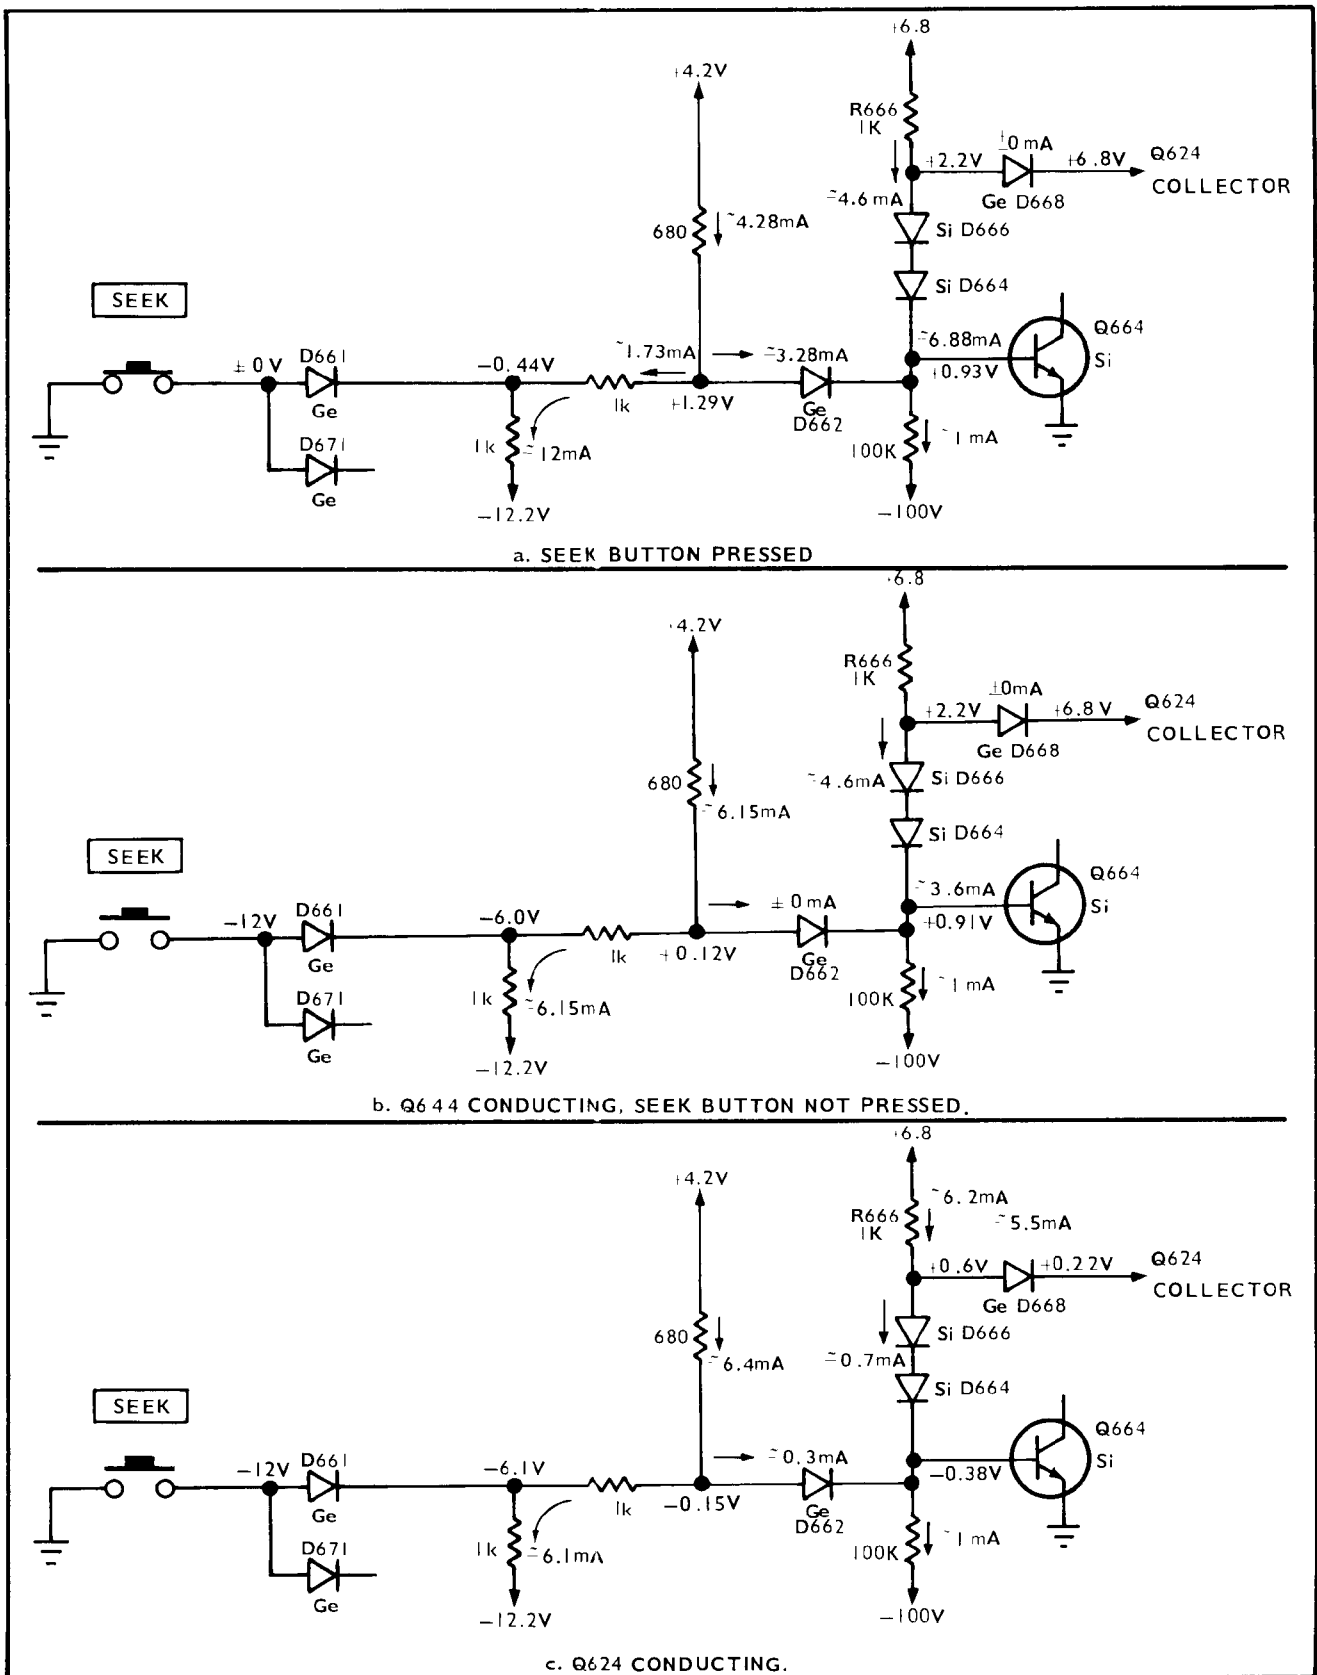 +6.8
+4.2V
R666
1K
±0 mA
+2.2V
+6.8V
Q624
COLLECTOR
Ge D668
≃4.6mA
680
~4.28mA
Si D666
Si D664
SEEK
Q664
Si
D661
±0V
−0.44V
~1.73mA
≃3.28mA
~6.88mA
+0.93V
Ge
1k
+1.29V
Ge
D662
D671
Ge
1k
≃12mA
100K
~1 mA
−12.2V
−100V
a. SEEK BUTTON PRESSED
+6.8
+4.2V
R666
1K
±0mA
+2.2V
+6.8V
Q624
COLLECTOR
Ge D668
680
~6.15mA
~4.6mA
Si D666
Si D664
SEEK
Q664
Si
D661
−12V
−6.0V
±0mA
~3.6mA
+0.91V
Ge
1k
+0.12V
Ge
D662
D671
Ge
1k
≃6.15mA
100K
~1 mA
−12.2V
−100V
b. Q644 CONDUCTING, SEEK BUTTON NOT PRESSED.
+6.8
+4.2V
R666
1K
~6.2mA
~5.5mA
+0.6V
+0.22V
Q624
COLLECTOR
Ge D668
680
≃6.4mA
≃0.7mA
Si D666
Si D664
SEEK
Q664
Si
D661
−12V
−6.1V
~0.3mA
−0.38V
Ge
1k
−0.15V
Ge
D662
D671
Ge
1k
≃6.1mA
100K
~1 mA
−12.2V
−100V
c. Q624 CONDUCTING.